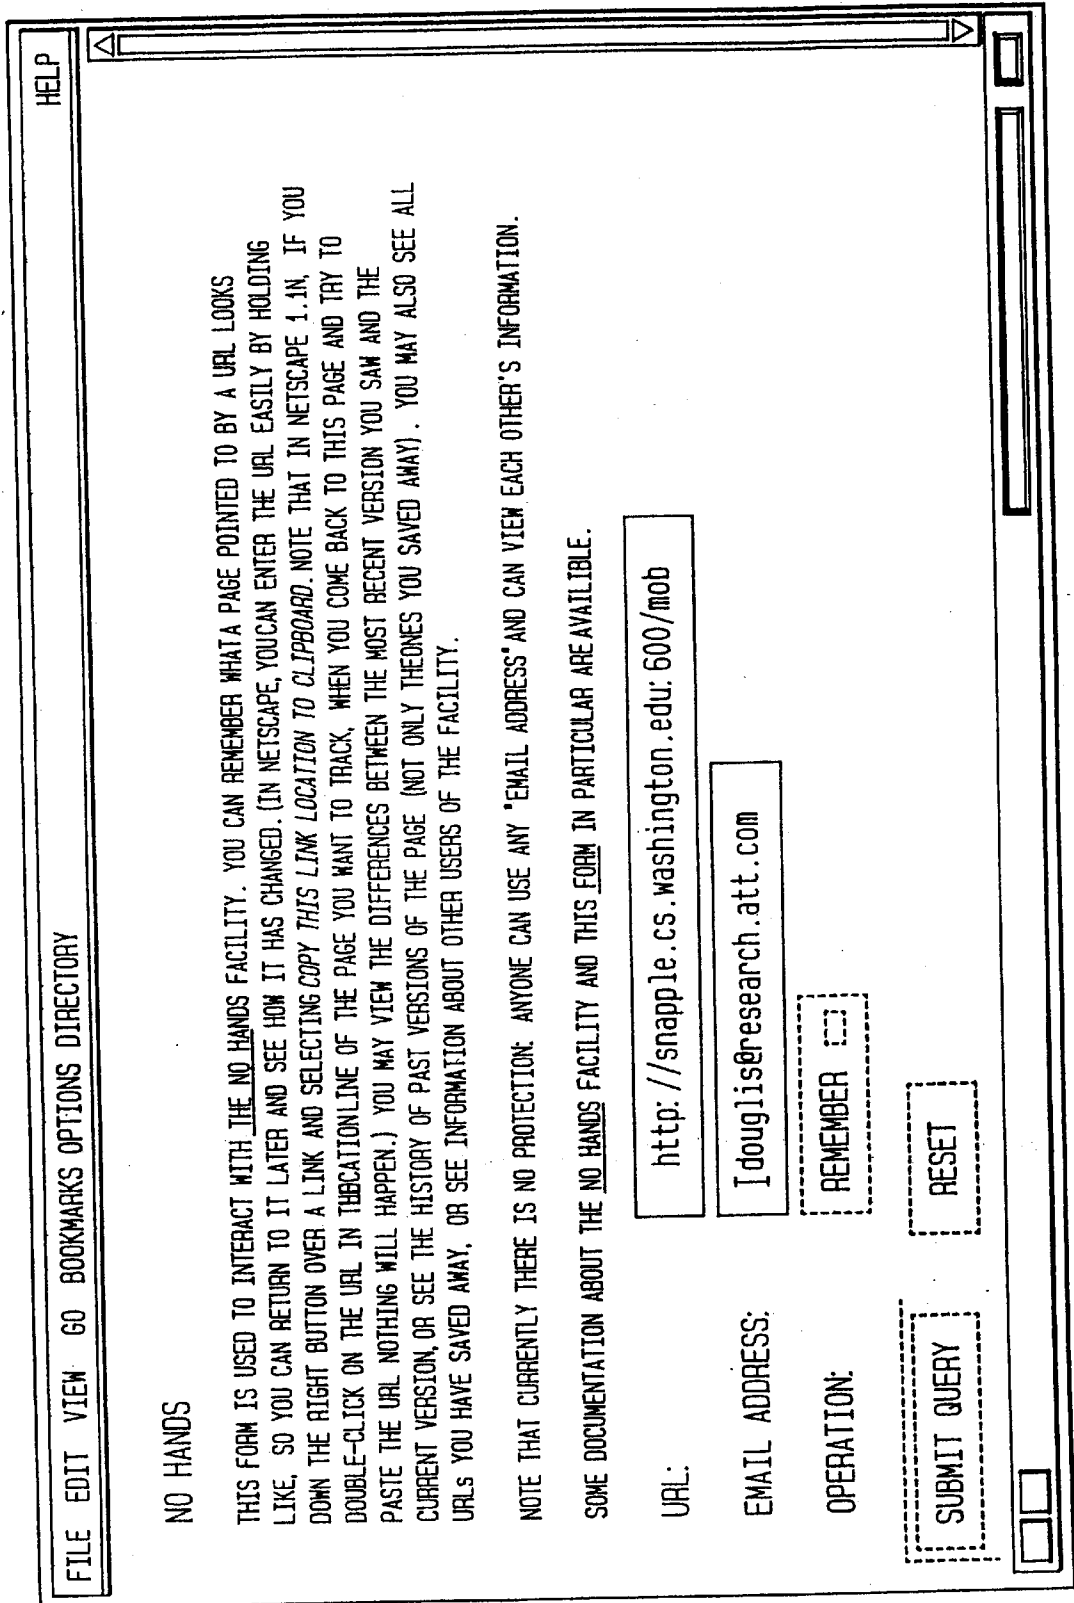 FILE EDIT VIEW GO BOOKMARKS OPTIONS DIRECTORY HELP
NO HANDS
THIS FORM IS USED TO INTERACT WITH THE NO HANDS FACILITY. YOU CAN REMEMBER WHATA PAGE POINTED TO BY A URL LOOKS
LIKE, SO YOU CAN RETURN TO IT LATER AND SEE HOW IT HAS CHANGED. (IN NETSCAPE, YOUCAN ENTER THE URL EASILY BY HOLDING
DOWN THE RIGHT BUTTON OVER A LINK AND SELECTING COPY THIS LINK LOCATION TO CLIPBOARD. NOTE THAT IN NETSCAPE 1.1N, IF YOU
DOUBLE-CLICK ON THE URL IN THE LOCATIONLINE OF THE PAGE YOU WANT TO TRACK, WHEN YOU COME BACK TO THIS PAGE AND TRY TO
PASTE THE URL NOTHING WILL HAPPEN.) YOU MAY VIEW THE DIFFERENCES BETWEEN THE MOST RECENT VERSION YOU SAW AND THE
CURRENT VERSION, OR SEE THE HISTORY OF PAST VERSIONS OF THE PAGE (NOT ONLY THEONES YOU SAVED AWAY). YOU MAY ALSO SEE ALL
URLs YOU HAVE SAVED AWAY, OR SEE INFORMATION ABOUT OTHER USERS OF THE FACILITY.
NOTE THAT CURRENTLY THERE IS NO PROTECTION: ANYONE CAN USE ANY "EMAIL ADDRESS" AND CAN VIEW EACH OTHER'S INFORMATION.
SOME DOCUMENTATION ABOUT THE NO HANDS FACILITY AND THIS FORM IN PARTICULAR AREAVAILIBLE.
URL: http://snapple.cs.washington.edu:600/mob
EMAIL ADDRESS: Idouglis@research.att.com
OPERATION: REMEMBER
SUBMIT QUERY RESET